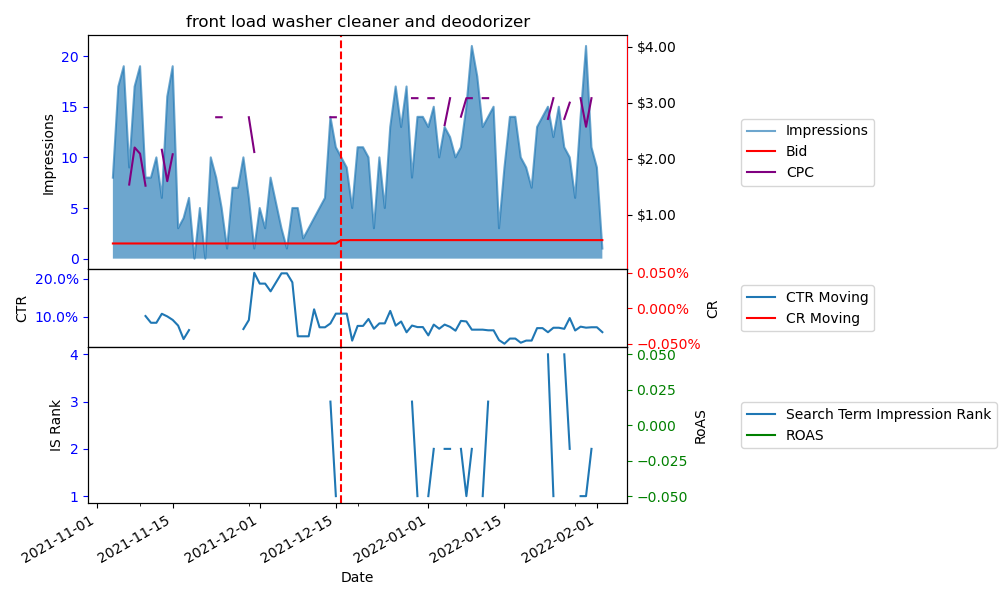 front load washer cleaner and deodorizer
Impressions
20
15
10
5
0
$4.00
$3.00
$2.00
$1.00
Impressions
Bid
CPC
CTR
20.0%
10.0%
0.050%
0.000%
−0.050%
CR
CTR Moving
CR Moving
IS Rank
4
3
2
1
0.050
0.025
0.000
−0.025
−0.050
RoAS
Search Term Impression Rank
ROAS
2021-11-01
2021-11-15
2021-12-01
2021-12-15
2022-01-01
2022-01-15
2022-02-01
Date